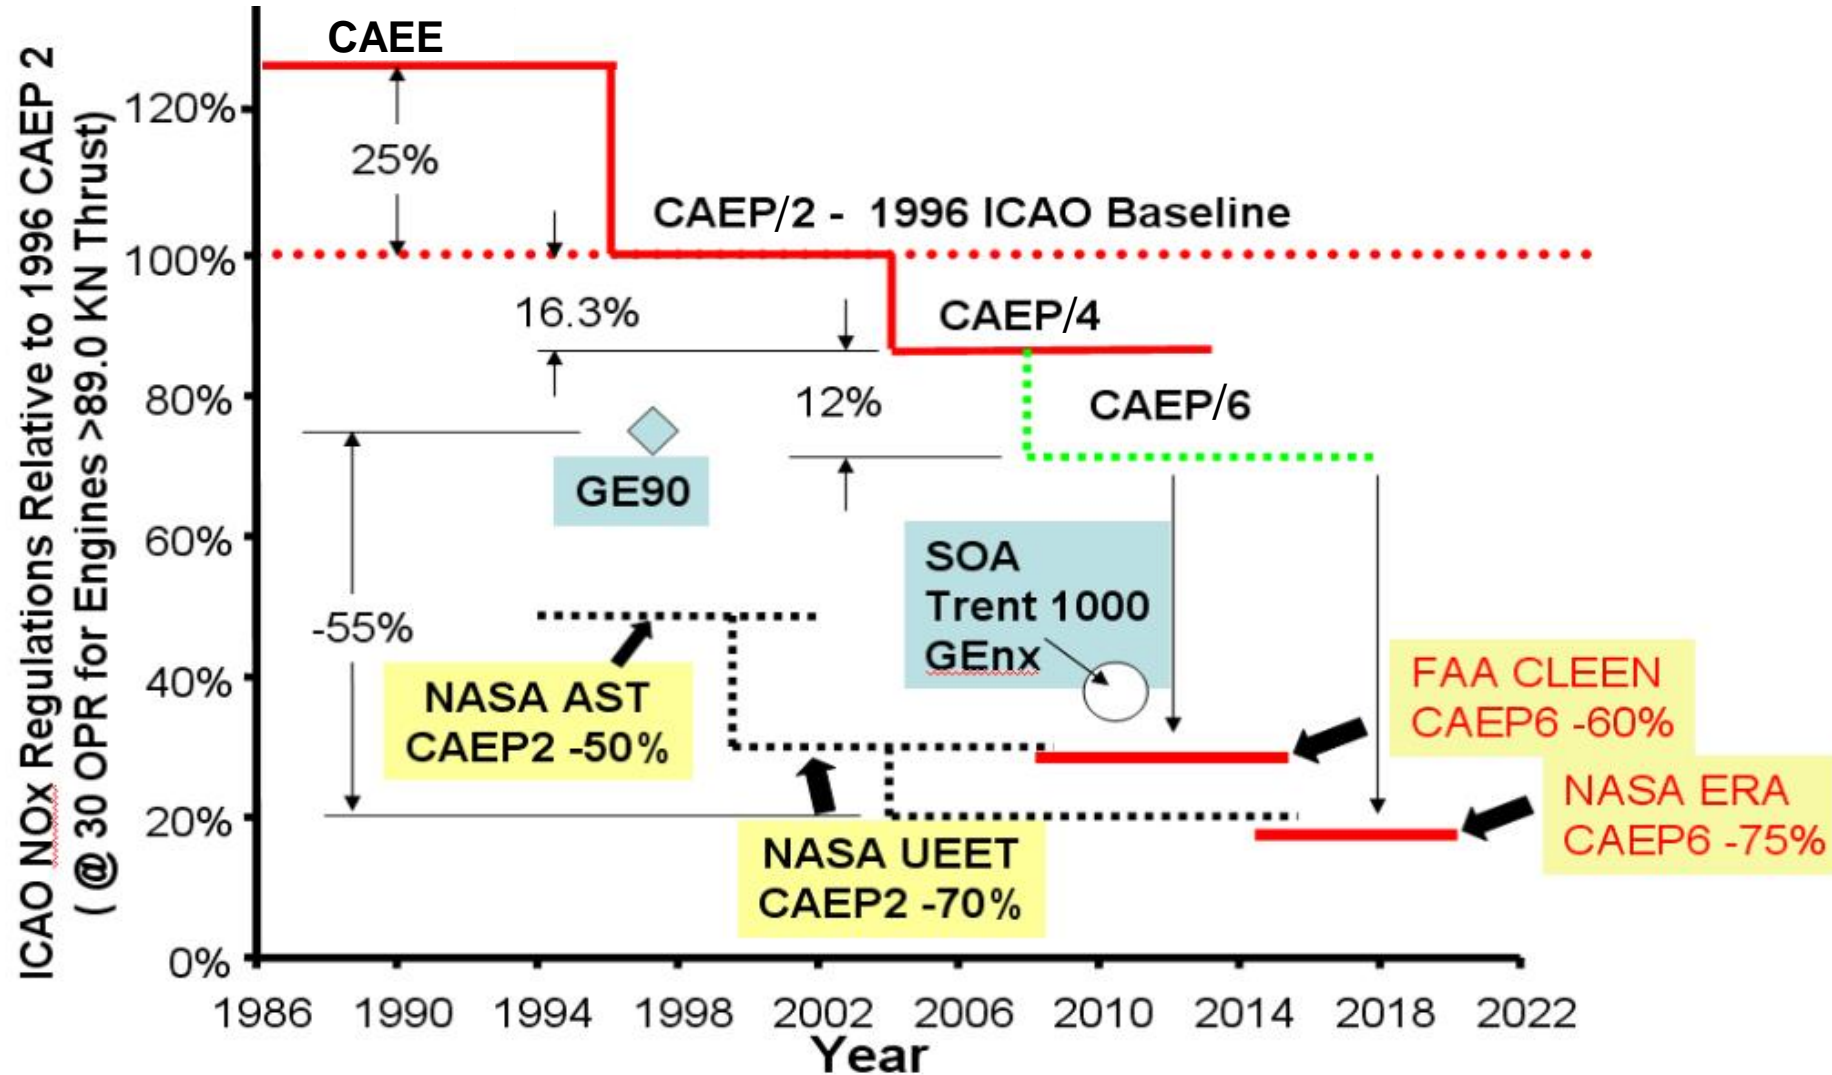 ICAO NOx Regulations Relative to 1996 CAEP 2
( @ 30 OPR for Engines >89.0 KN Thrust)
CAEE
120%
25%
CAEP/2 - 1996 ICAO Baseline
100%
16.3%
CAEP/4
80%
12%
CAEP/6
GE90
60%
SOA
Trent 1000
GEnx
-55%
40%
NASA AST
CAEP2 -50%
FAA CLEEN
CAEP6 -60%
20%
NASA ERA
CAEP6 -75%
NASA UEET
CAEP2 -70%
0%
1986 1990 1994 1998 2002 2006 2010 2014 2018 2022
Year